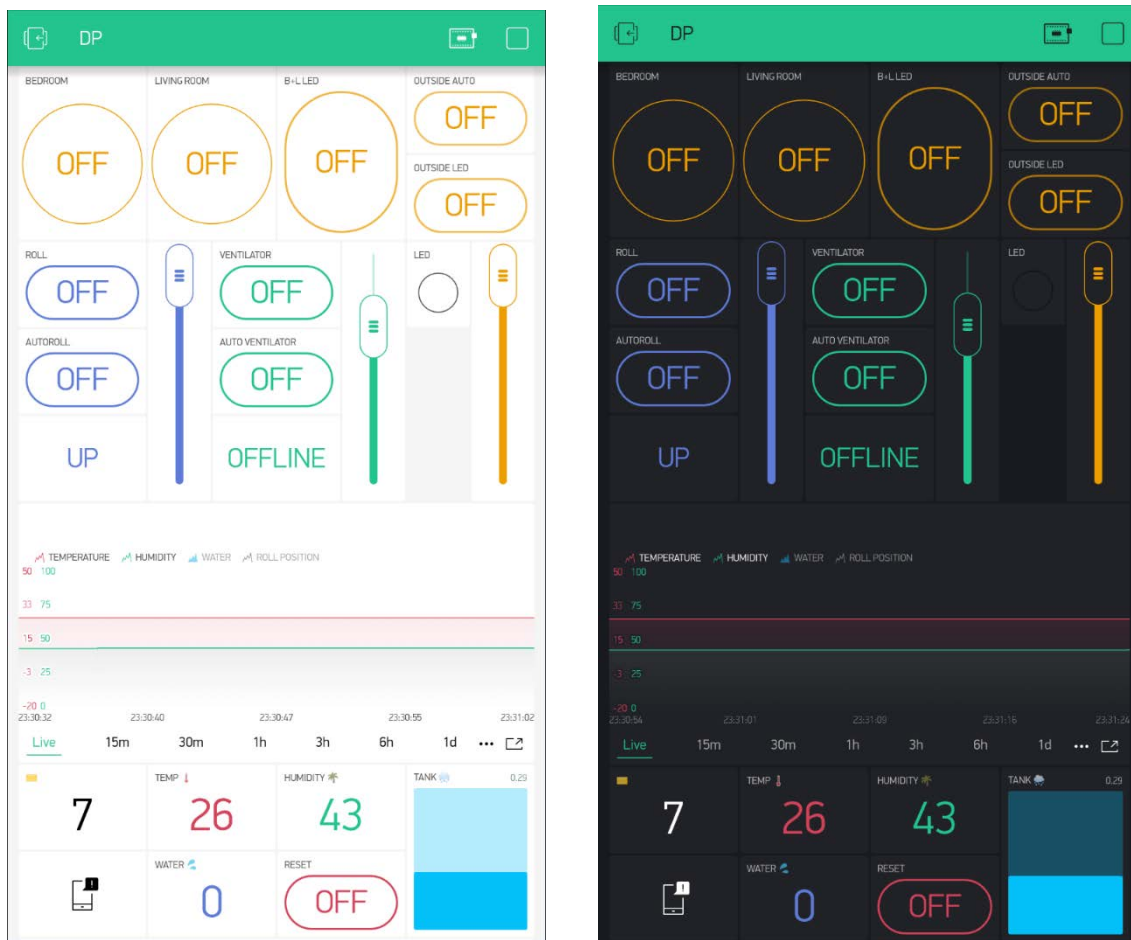 DP
BEDROOM LIVING ROOM B+L LED OUTSIDE AUTO
OFF OFF OFF OFF
OUTSIDE LED
OFF
ROLL VENTILATOR LED
OFF OFF
AUTOROLL AUTO VENTILATOR
OFF OFF
UP OFFLINE
TEMPERATURE HUMIDITY WATER ROLL POSITION
50 100
33 75
15 50
-3 25
-20 0
23:30:32 23:30:40 23:30:47 23:30:55 23:31:02
Live 15m 30m 1h 3h 6h 1d •••
TEMP HUMIDITY TANK 0.29
7 26 43
WATER RESET
0 OFF
DP
BEDROOM LIVING ROOM B+L LED OUTSIDE AUTO
OFF OFF OFF OFF
OUTSIDE LED
OFF
ROLL VENTILATOR LED
OFF OFF
AUTOROLL AUTO VENTILATOR
OFF OFF
UP OFFLINE
TEMPERATURE HUMIDITY WATER ROLL POSITION
50 100
33 75
15 50
-3 25
-20 0
23:30:54 23:31:01 23:31:09 23:31:16 23:31:24
Live 15m 30m 1h 3h 6h 1d •••
TEMP HUMIDITY TANK 0.29
7 26 43
WATER RESET
0 OFF